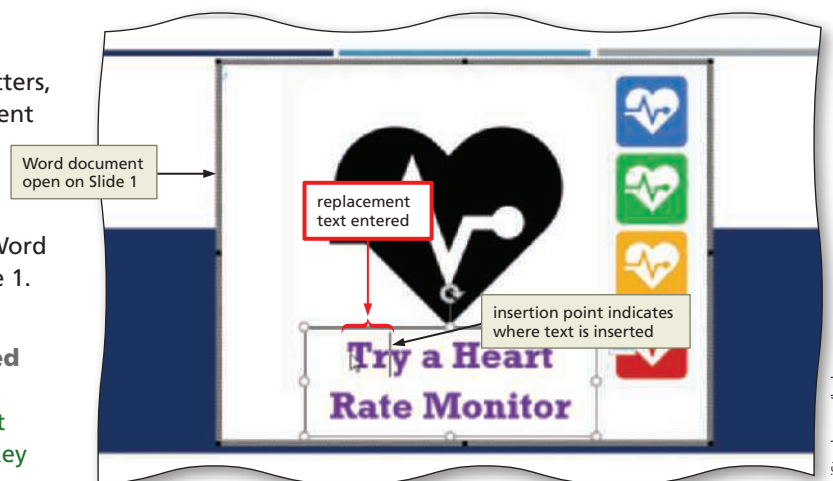 tters,
ent
Word document
open on Slide 1
replacement
text entered
Word
e 1.
insertion point indicates
where text is inserted
ed
Try a Heart
Rate Monitor
t
key